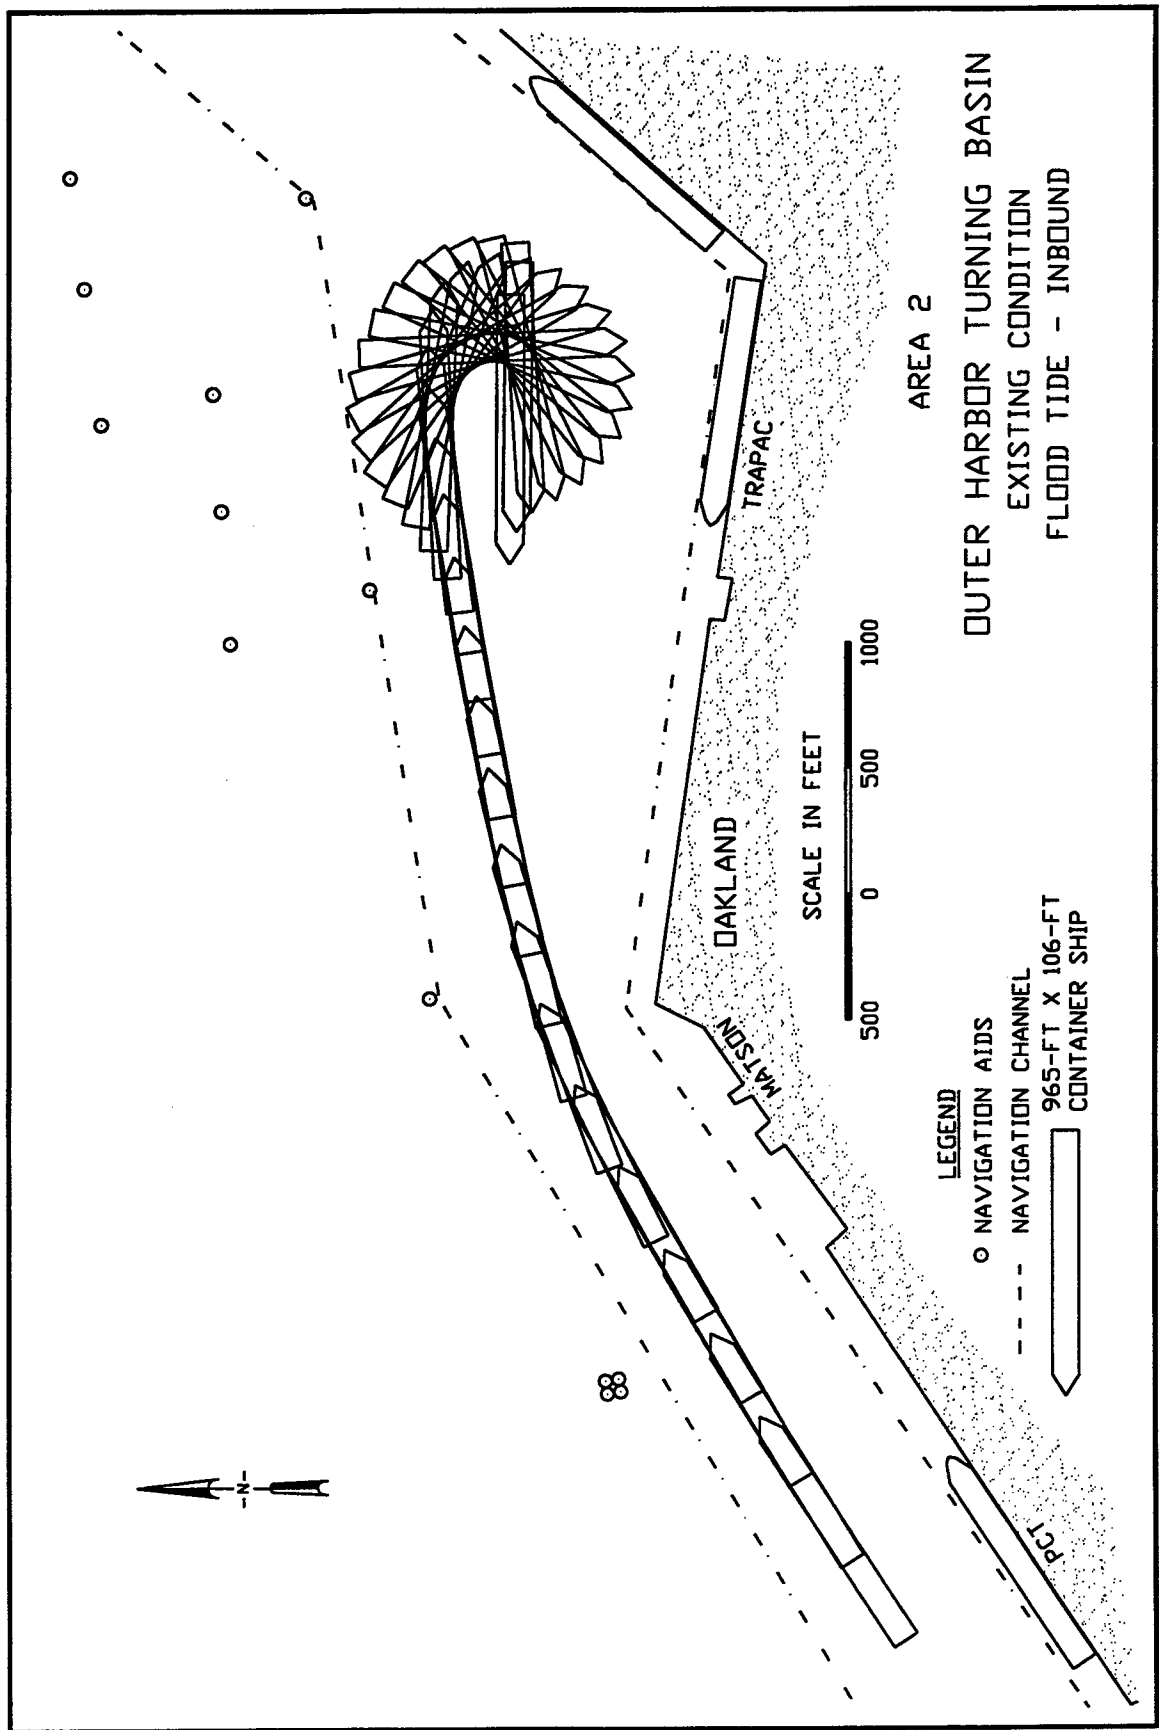 -N-
PCT
MATSON
OAKLAND
TRAPAC
SCALE IN FEET
500 0 500 1000
LEGEND
NAVIGATION AIDS
NAVIGATION CHANNEL
965-FT X 106-FT
CONTAINER SHIP
AREA 2
OUTER HARBOR TURNING BASIN
EXISTING CONDITION
FLOOD TIDE - INBOUND